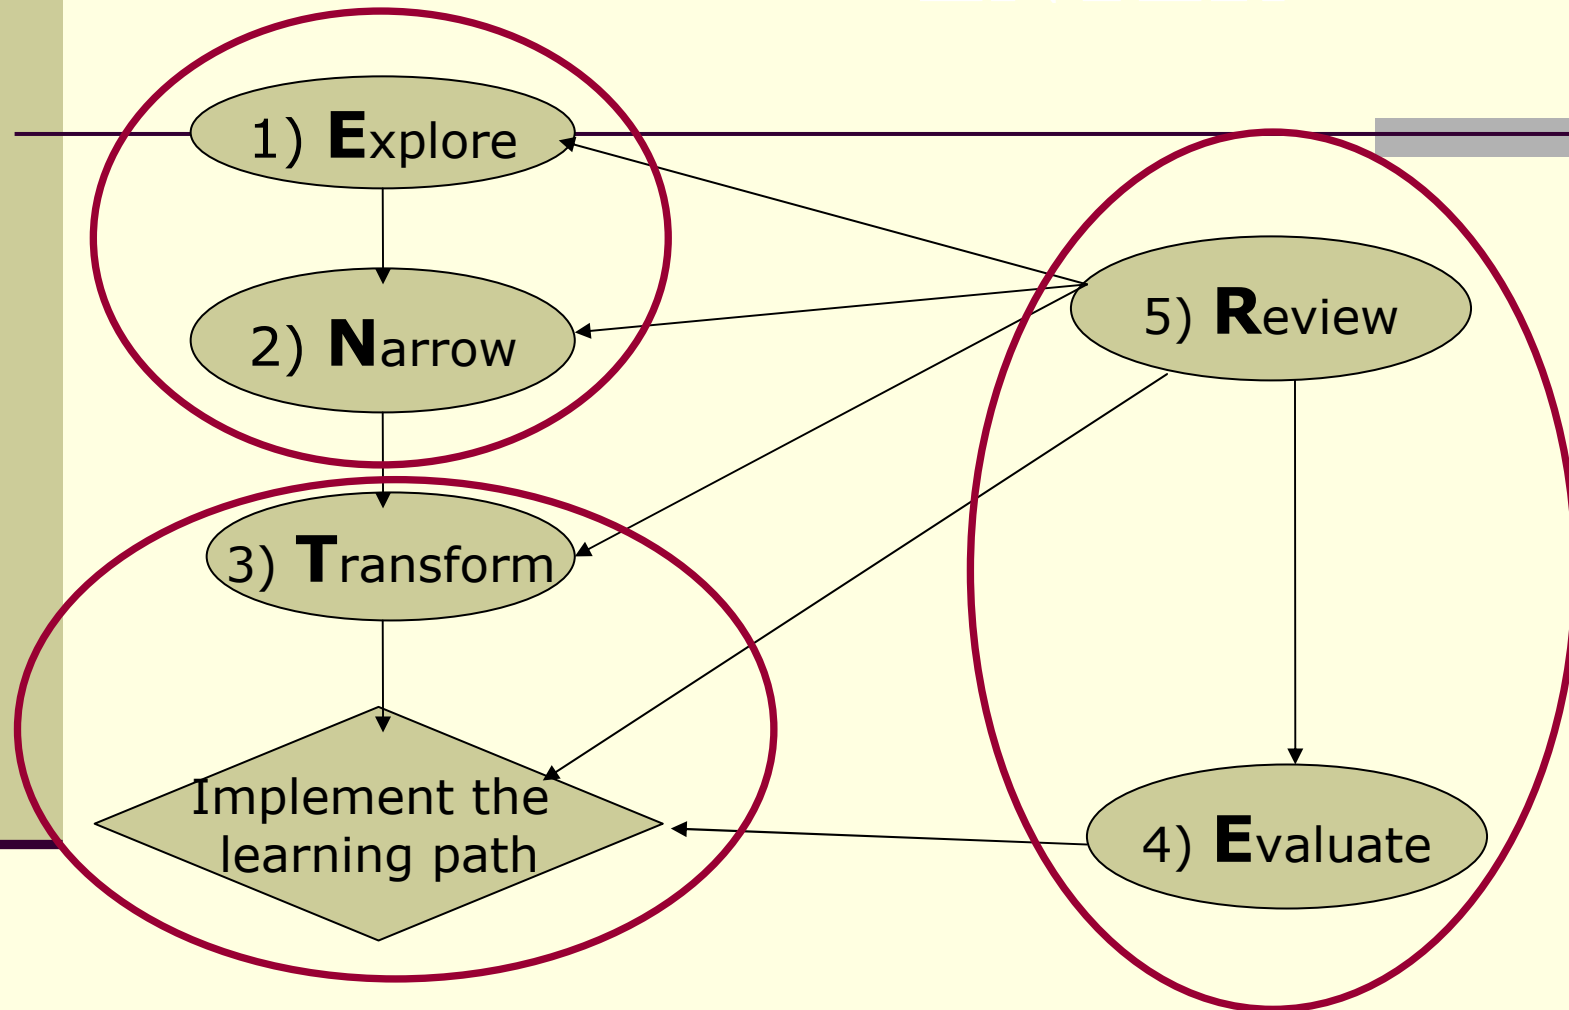 1) Explore
2) Narrow
3) Transform
Implement the
learning path
5) Review
4) Evaluate